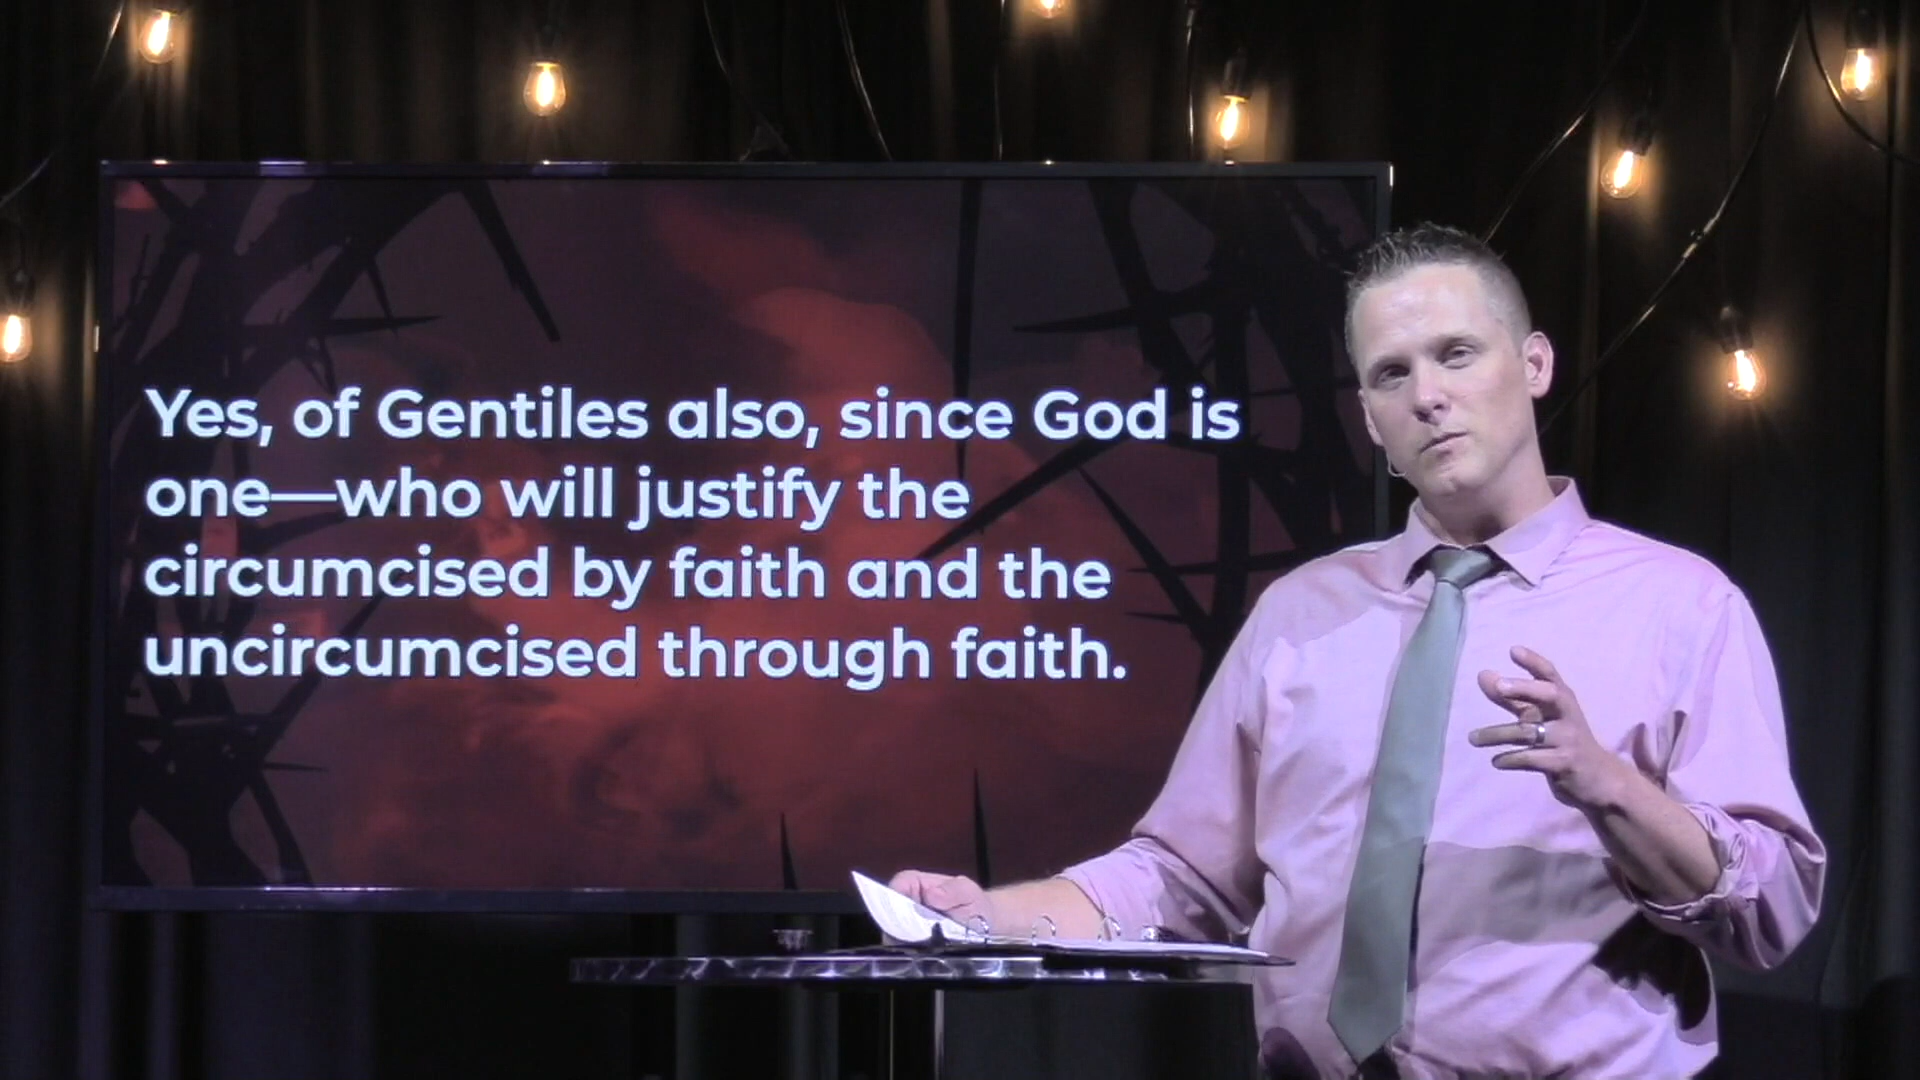 Yes, of Gentiles also, since God is
one—who will justify the
circumcised by faith and the
uncircumcised through faith.